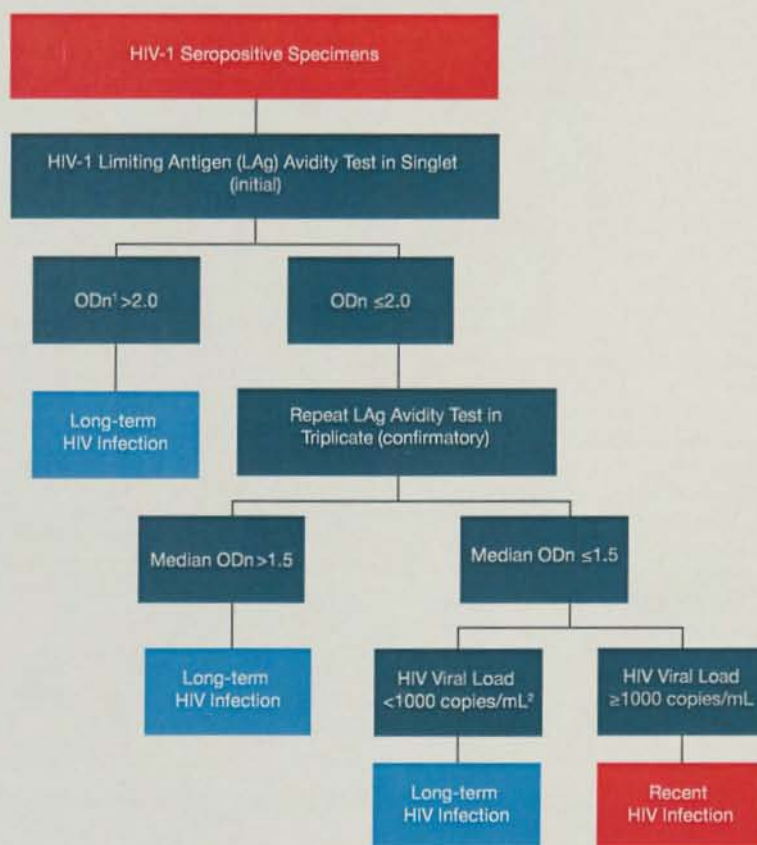 HIV-1 Seropositive Specimens
HIV-1 Limiting Antigen (LAg) Avidity Test in Singlet
(initial)
ODn¹ >2.0
ODn ≤2.0
Long-term
HIV Infection
Repeat LAg Avidity Test in
Triplicate (confirmatory)
Median ODn>1.5
Median ODn ≤1.5
Long-term
HIV Infection
HIV Viral Load
<1000 copies/mL²
HIV Viral Load
≥1000 copies/mL
Long-term
HIV Infection
Recent
HIV Infection